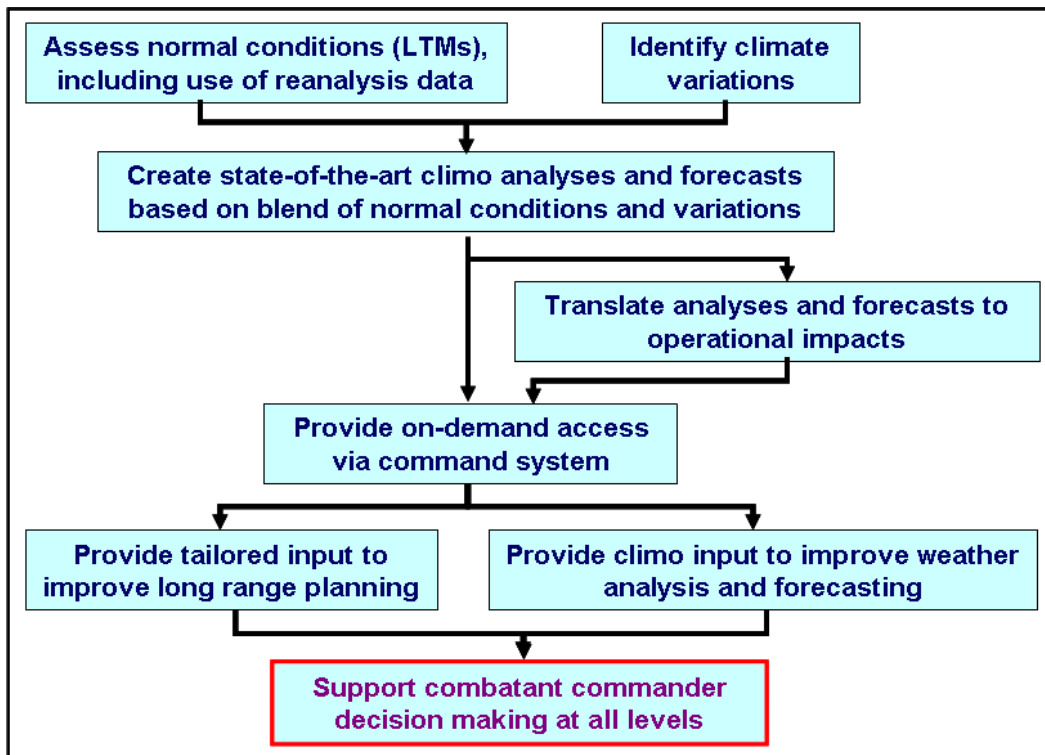 Assess normal conditions (LTMs),
including use of reanalysis data
Identify climate
variations
Create state-of-the-art climo analyses and forecasts
based on blend of normal conditions and variations
Translate analyses and forecasts to
operational impacts
Provide on-demand access
via command system
Provide tailored input to
improve long range planning
Provide climo input to improve weather
analysis and forecasting
Support combatant commander
decision making at all levels